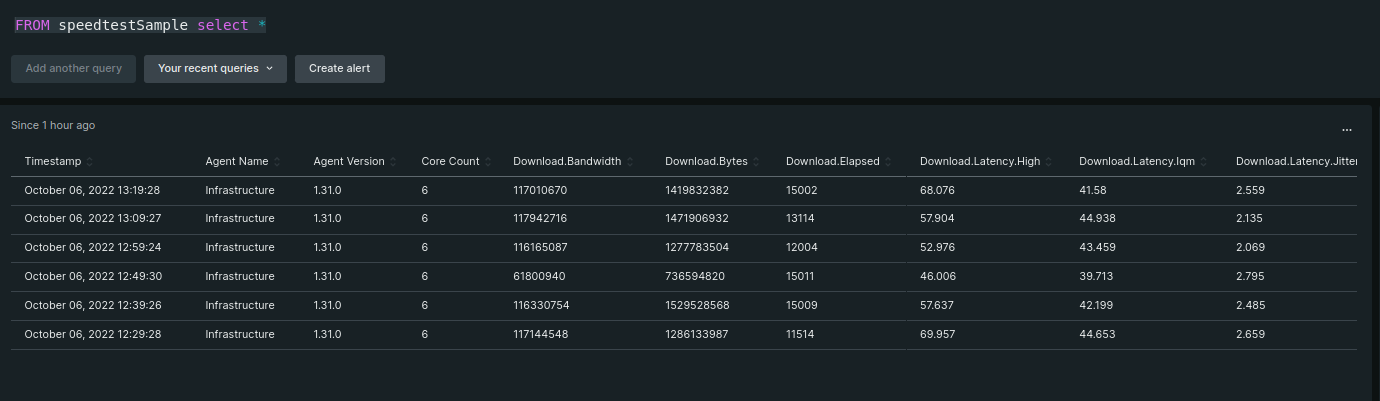 FROM speedtestSample select *
Add another query Your recent queries Create alert
Since 1 hour ago ...
Timestamp Agent Name Agent Version Core Count Download.Bandwidth Download.Bytes Download.Elapsed Download.Latency.High Download.Latency.Iqm Download.Latency.Jitter
October 06, 2022 13:19:28 Infrastructure 1.31.0 6 117010670 1419832382 15002 68.076 41.58 2.559
October 06, 2022 13:09:27 Infrastructure 1.31.0 6 117942716 1471906932 13114 57.904 44.938 2.135
October 06, 2022 12:59:24 Infrastructure 1.31.0 6 116165087 1277783504 12004 52.976 43.459 2.069
October 06, 2022 12:49:30 Infrastructure 1.31.0 6 61800940 736594820 15011 46.006 39.713 2.795
October 06, 2022 12:39:26 Infrastructure 1.31.0 6 116330754 1529528568 15009 57.637 42.199 2.485
October 06, 2022 12:29:28 Infrastructure 1.31.0 6 117144548 1286133987 11514 69.957 44.653 2.659